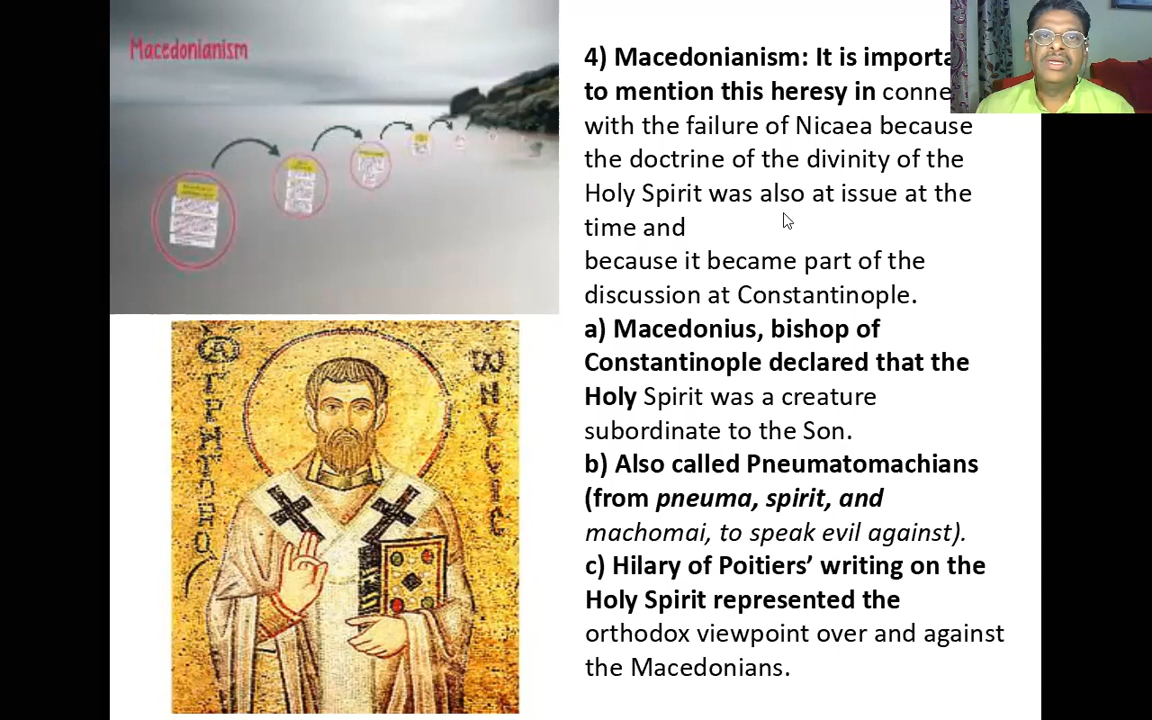 Macedonianism
4) Macedonianism: It is importa
to mention this heresy in conne
with the failure of Nicaea because
the doctrine of the divinity of the
Holy Spirit was also at issue at the
time and
because it became part of the
discussion at Constantinople.
a) Macedonius, bishop of
Constantinople declared that the
Holy Spirit was a creature
subordinate to the Son.
b) Also called Pneumatomachians
(from pneuma, spirit, and
machomai, to speak evil against).
c) Hilary of Poitiers’ writing on the
Holy Spirit represented the
orthodox viewpoint over and against
the Macedonians.